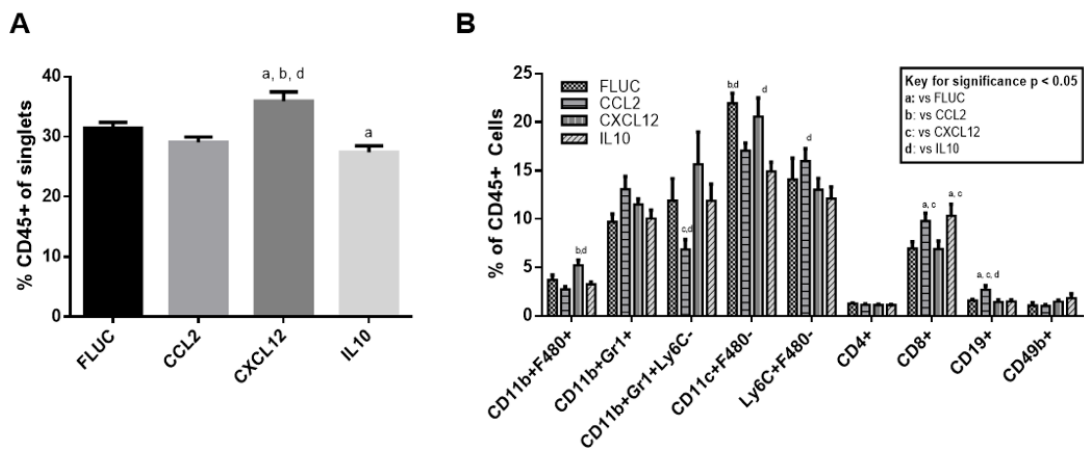 A
% CD45+ of singlets
40
30
20
10
0
a, b, d
a
FLUC
CCL2
CXCL12
IL10
B
% of CD45+ Cells
25
20
15
10
5
0
FLUC
CCL2
CXCL12
IL10
b,d
c,d
b,d
d
d
a, c
a, c
a, c, d
Key for significance p < 0.05
a: vs FLUC
b: vs CCL2
c: vs CXCL12
d: vs IL10
CD11b+F480+
CD11b+Gr1+
CD11b+Gr1+Ly6C-
CD11c+F480-
Ly6C+F480-
CD4+
CD8+
CD19+
CD49b+